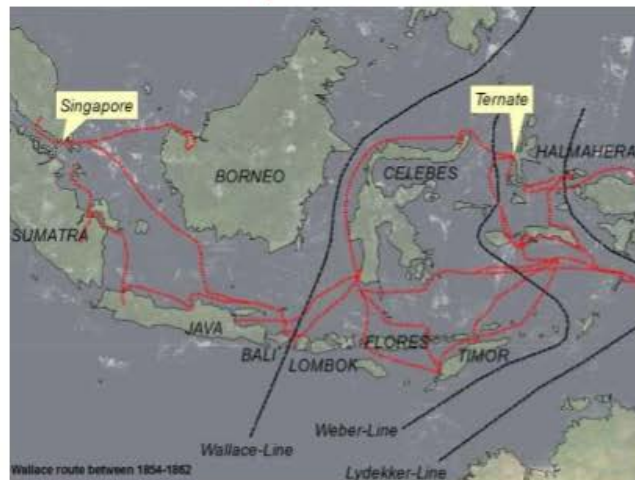 Singapore
Ternate
HALMAHERA
BORNEO
CELEBES
SUMATRA
JAVA
BALI
LOMBOK
FLORES
TIMOR
Wallace-Line
Weber-Line
Lydekker-Line
Wallace route between 1854-1862